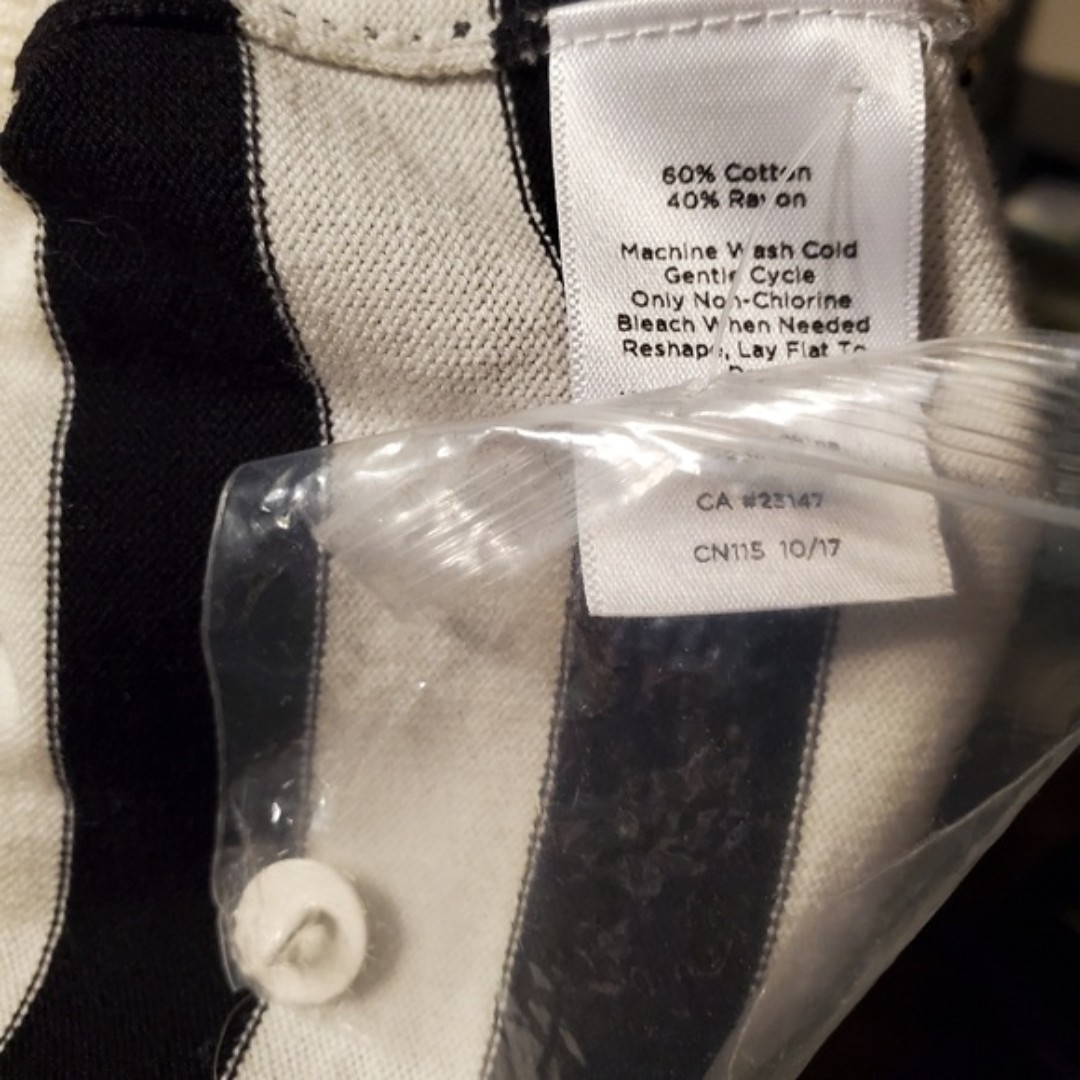 60% Cotton
40% Rayon
Machine Wash Cold
Gentle Cycle
Only Non-Chlorine
Bleach When Needed
Reshape, Lay Flat To
CA #23147
CN115 10/17